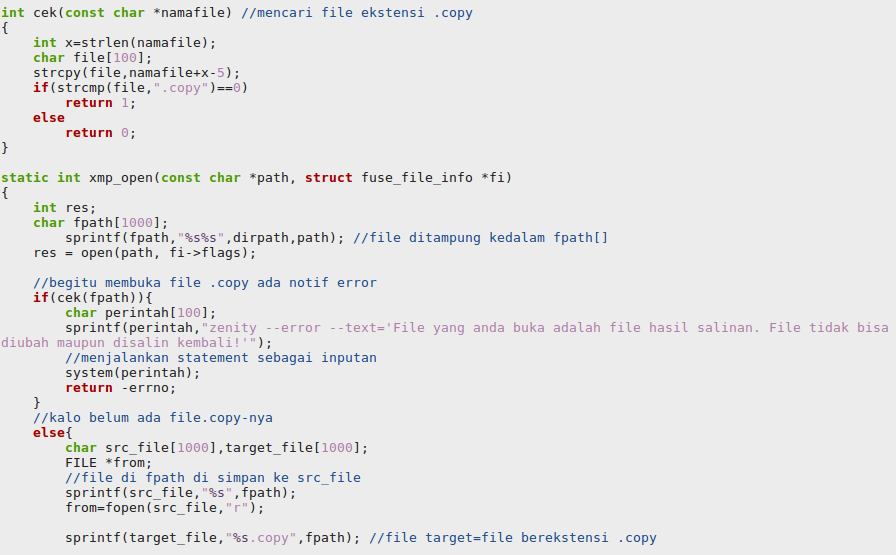 int cek(const char *namafile) //mencari file ekstensi .copy
{
    int x=strlen(namafile);
    char file[100];
    strcpy(file,namafile+x-5);
    if(strcmp(file,".copy")==0)
        return 1;
    else
        return 0;
}

static int xmp_open(const char *path, struct fuse_file_info *fi)
{
    int res;
    char fpath[1000];
        sprintf(fpath,"%s%s",dirpath,path); //file ditampung kedalam fpath[]
    res = open(path, fi->flags);

    //begitu membuka file .copy ada notif error
    if(cek(fpath)){
        char perintah[100];
        sprintf(perintah,"zenity --error --text='File yang anda buka adalah file hasil salinan. File tidak bisa
diubah maupun disalin kembali!'");
        //menjalankan statement sebagai inputan
        system(perintah);
        return -errno;
    }
    //kalo belum ada file.copy-nya
    else{
        char src_file[1000],target_file[1000];
        FILE *from;
        //file di fpath di simpan ke src_file
        sprintf(src_file,"%s",fpath);
        from=fopen(src_file,"r");

        sprintf(target_file,"%s.copy",fpath); //file target=file berekstensi .copy